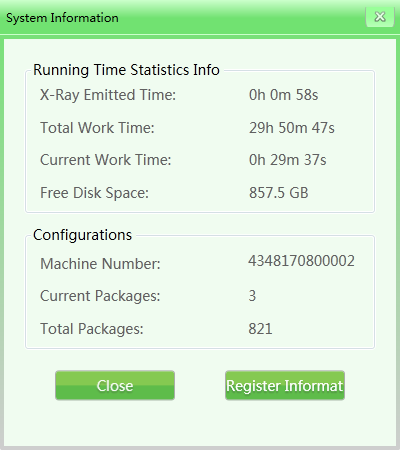 System Information
Running Time Statistics Info
X-Ray Emitted Time: 0h 0m 58s
Total Work Time: 29h 50m 47s
Current Work Time: 0h 29m 37s
Free Disk Space: 857.5 GB
Configurations
Machine Number: 4348170800002
Current Packages: 3
Total Packages: 821
Close Register Informat